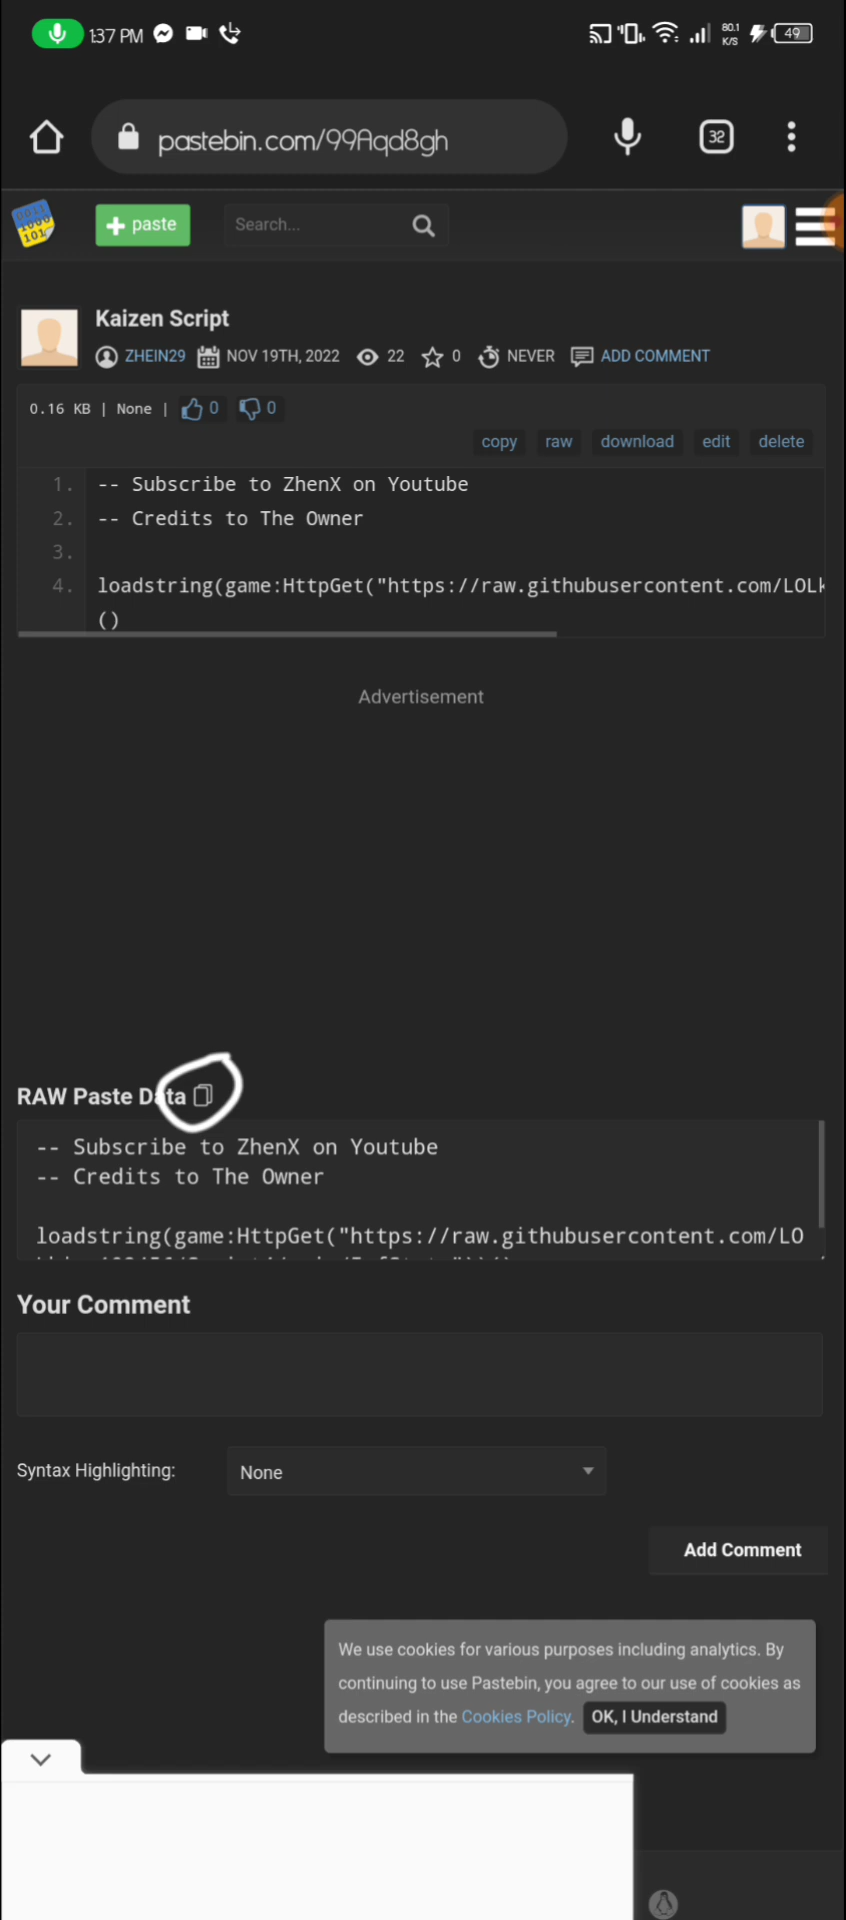 1:37 PM
80.1
K/S
49
pastebin.com/99Aqd8gh
32
+ paste
Search...
Kaizen Script
ZHEIN29 NOV 19TH, 2022 22 0 NEVER ADD COMMENT
0.16 KB | None | 0 0
copy raw download edit delete
1. -- Subscribe to ZhenX on Youtube
2. -- Credits to The Owner
3.
4. loadstring(game:HttpGet("https://raw.githubusercontent.com/LOLk
()
Advertisement
RAW Paste Data
-- Subscribe to ZhenX on Youtube
-- Credits to The Owner
loadstring(game:HttpGet("https://raw.githubusercontent.com/LO
Your Comment
Syntax Highlighting: None
Add Comment
We use cookies for various purposes including analytics. By
continuing to use Pastebin, you agree to our use of cookies as
described in the Cookies Policy. OK, I Understand